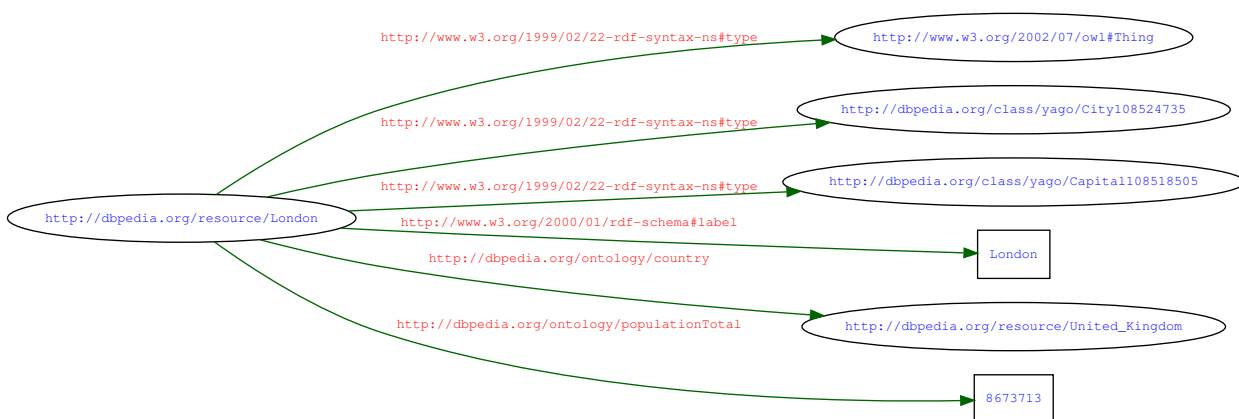 http://www.w3.org/1999/02/22-rdf-syntax-ns#type
http://www.w3.org/2002/07/owl#Thing
http://www.w3.org/1999/02/22-rdf-syntax-ns#type
http://dbpedia.org/class/yago/City108524735
http://www.w3.org/1999/02/22-rdf-syntax-ns#type
http://dbpedia.org/class/yago/Capital108518505
http://dbpedia.org/resource/London
http://www.w3.org/2000/01/rdf-schema#label
London
http://dbpedia.org/ontology/country
http://dbpedia.org/resource/United_Kingdom
http://dbpedia.org/ontology/populationTotal
8673713